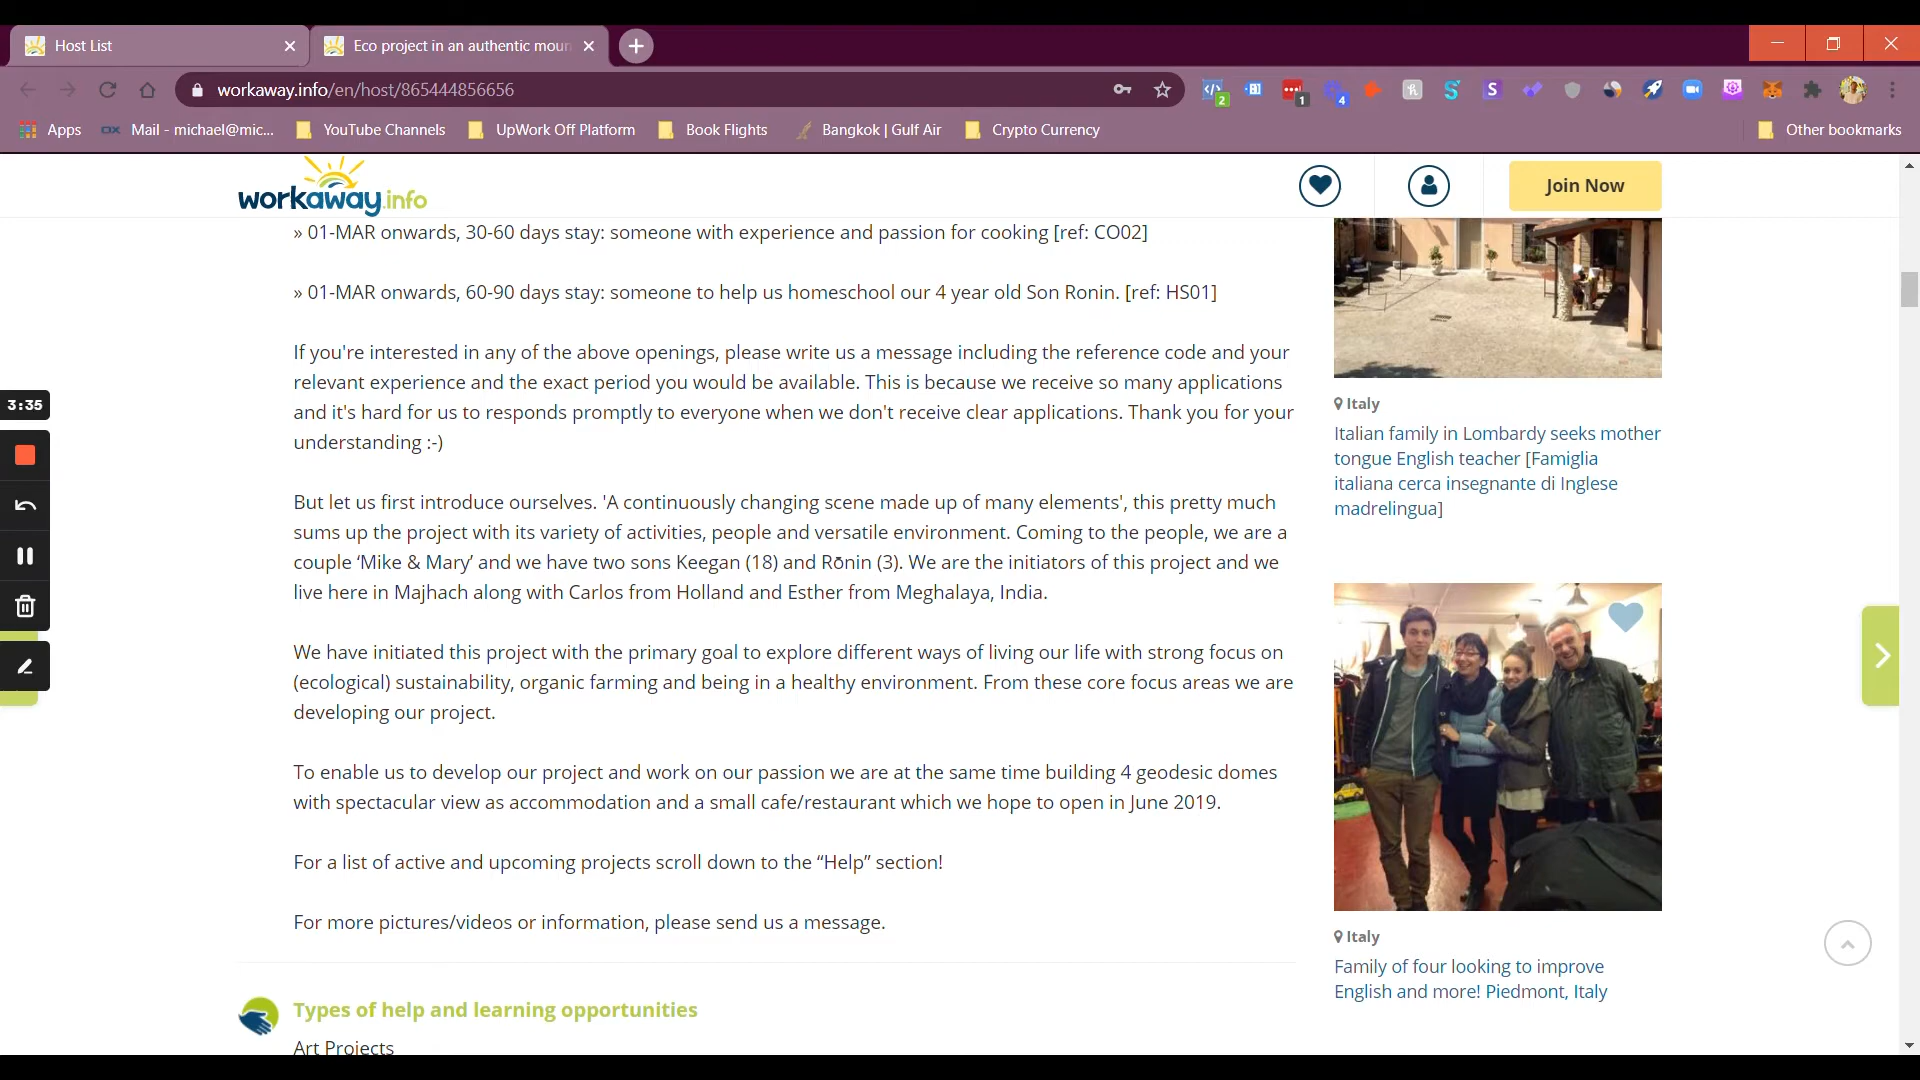 Host List
Eco project in an authentic moun
workaway.info/en/host/865444856656
2
1
4
Apps
Mail - michael@mic...
YouTube Channels
UpWork Off Platform
Book Flights
Bangkok | Gulf Air
Crypto Currency
Other bookmarks
workaway.info
Join Now
» 01-MAR onwards, 30-60 days stay: someone with experience and passion for cooking [ref: CO02]
» 01-MAR onwards, 60-90 days stay: someone to help us homeschool our 4 year old Son Ronin. [ref: HS01]
If you're interested in any of the above openings, please write us a message including the reference code and your
relevant experience and the exact period you would be available. This is because we receive so many applications
and it's hard for us to responds promptly to everyone when we don't receive clear applications. Thank you for your
understanding :-)
But let us first introduce ourselves. 'A continuously changing scene made up of many elements', this pretty much
sums up the project with its variety of activities, people and versatile environment. Coming to the people, we are a
couple ‘Mike & Mary’ and we have two sons Keegan (18) and Rōnin (3). We are the initiators of this project and we
live here in Majhach along with Carlos from Holland and Esther from Meghalaya, India.
We have initiated this project with the primary goal to explore different ways of living our life with strong focus on
(ecological) sustainability, organic farming and being in a healthy environment. From these core focus areas we are
developing our project.
To enable us to develop our project and work on our passion we are at the same time building 4 geodesic domes
with spectacular view as accommodation and a small cafe/restaurant which we hope to open in June 2019.
For a list of active and upcoming projects scroll down to the “Help” section!
For more pictures/videos or information, please send us a message.
Types of help and learning opportunities
Art Projects
3:35
Italy
Italian family in Lombardy seeks mother
tongue English teacher [Famiglia
italiana cerca insegnante di Inglese
madrelingua]
Italy
Family of four looking to improve
English and more! Piedmont, Italy